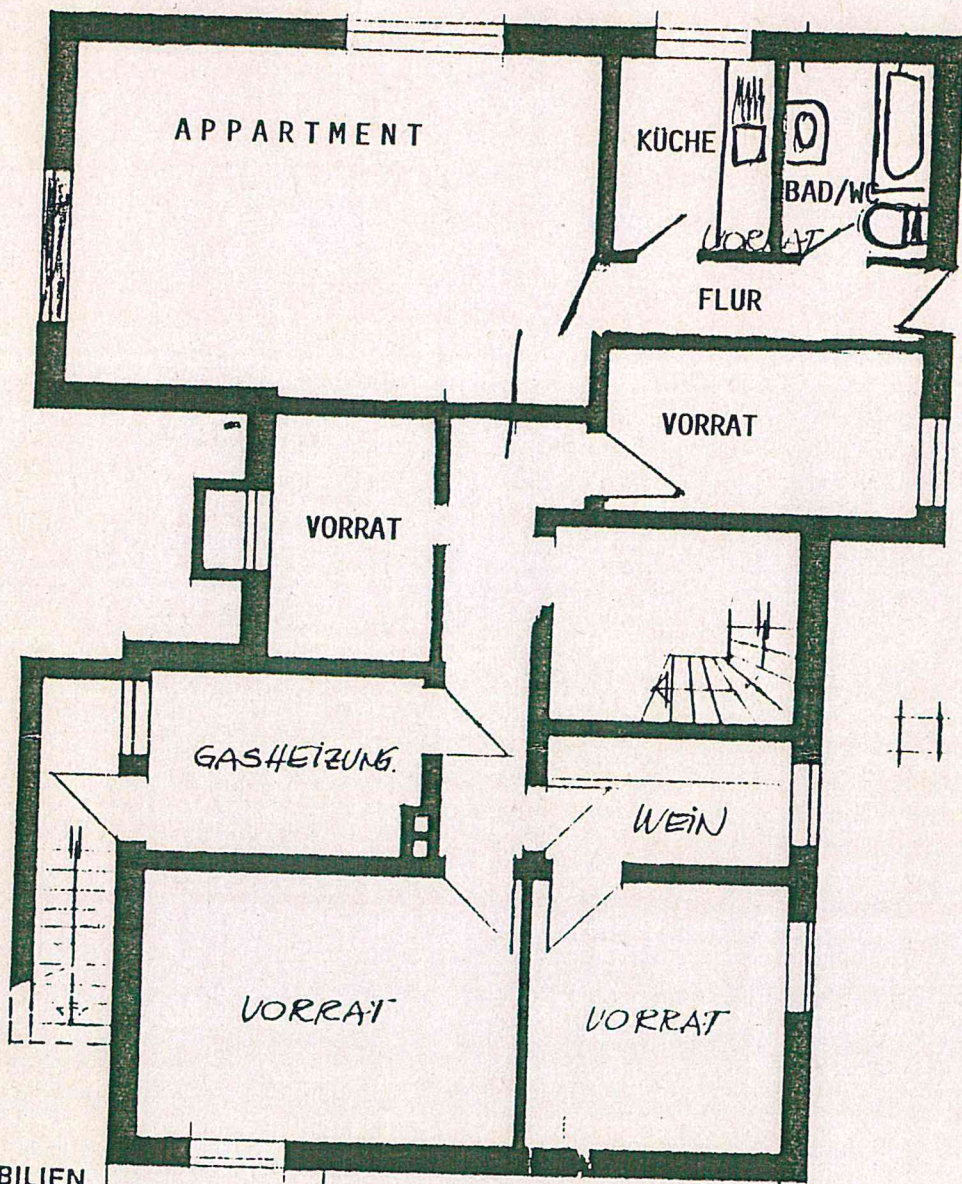 APPARTMENT
KÜCHE
BAD/WC
VORRAT
FLUR
VORRAT
VORRAT
GASHEIZUNG.
WEIN
VORRAT
VORRAT
BILIEN